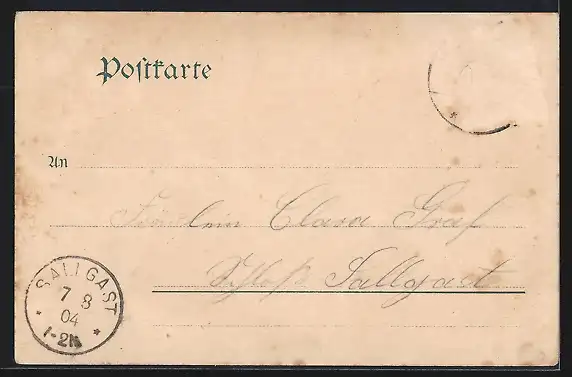 Postkarte
An
Fräulein Clara Graf
Schloß Sallgast
SALLGAST
7 8
04
1-2N